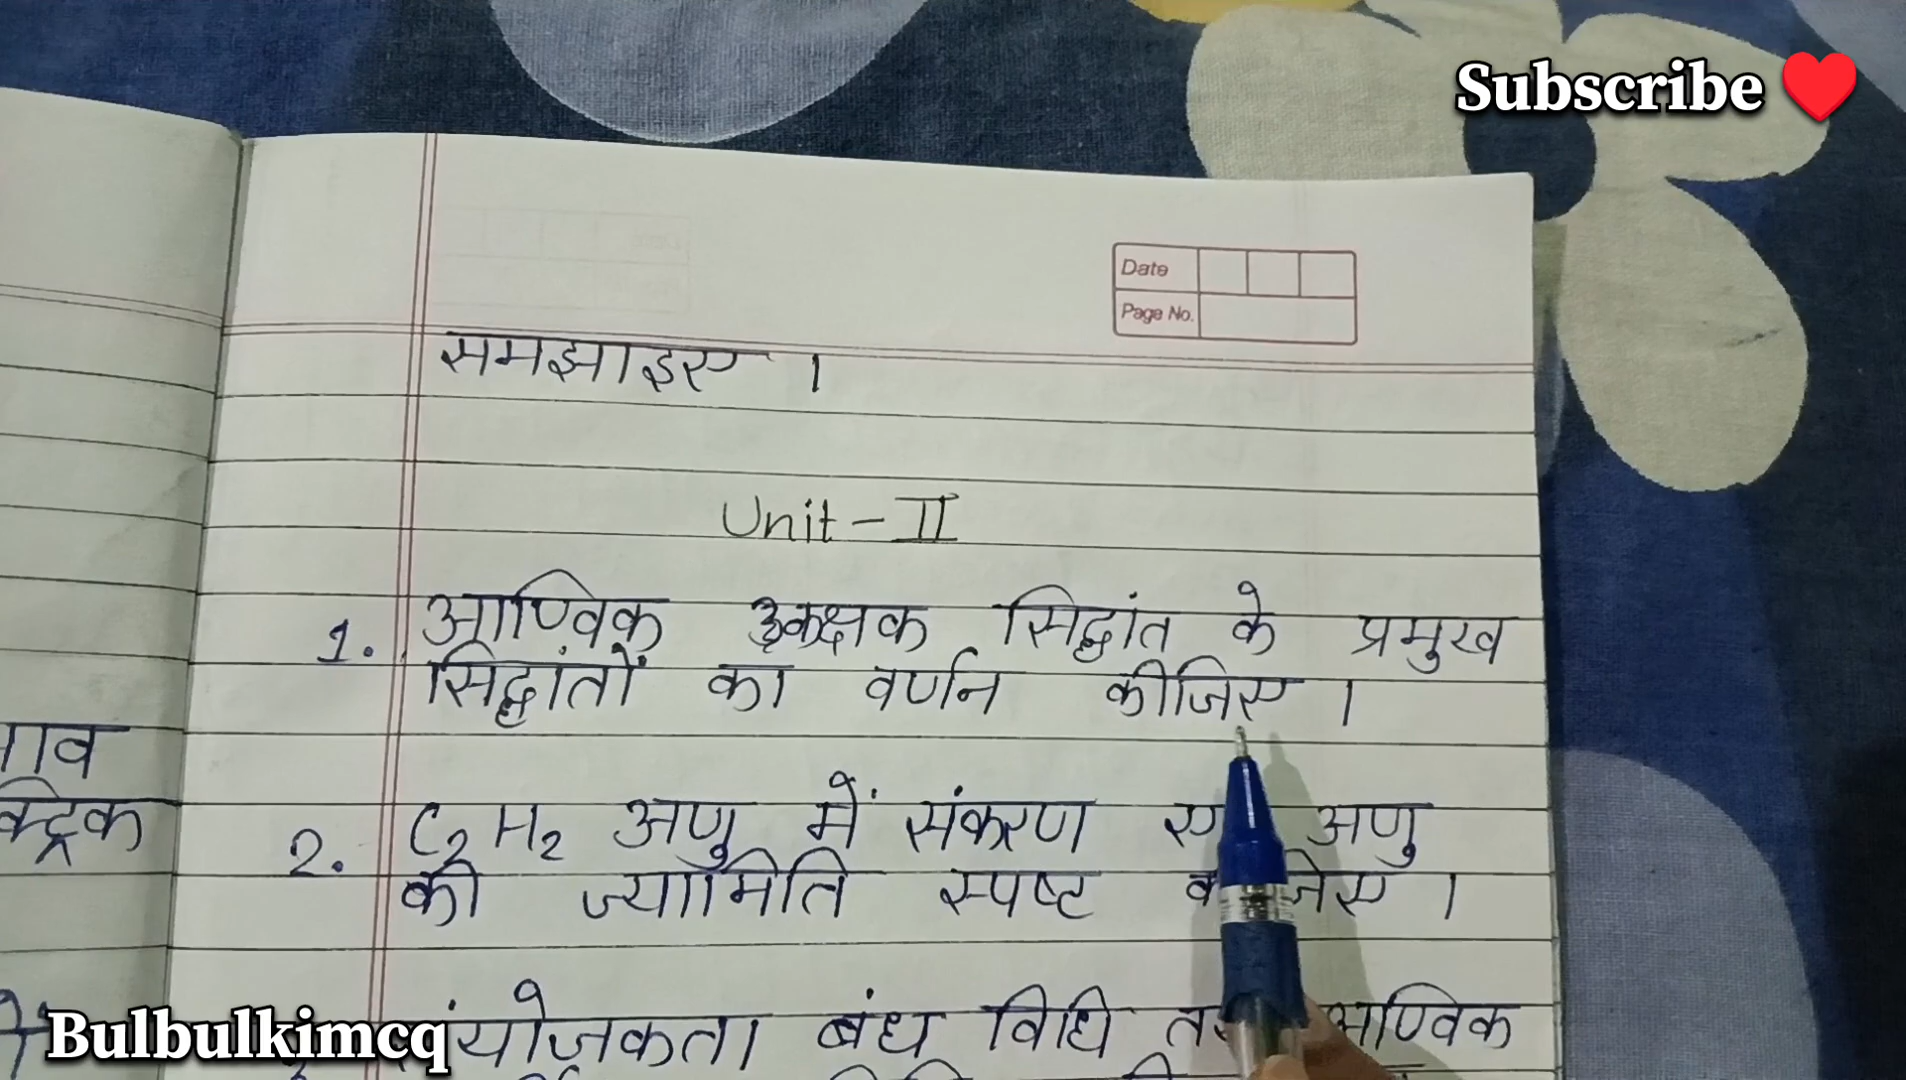 Subscribe ❤️
Date
Page No.
समझाइए ।
Unit - II
1. आण्विक कक्षक सिद्धांत के प्रमुख
सिद्धांतों का वर्णन कीजिए ।
2. C2H2 अणु में संकरण अणु
की ज्यामिति स्पष्ट कीजिए ।
संयोजकता बंध विधि आण्विक
क्ट्रिक
Bulbulkimcq